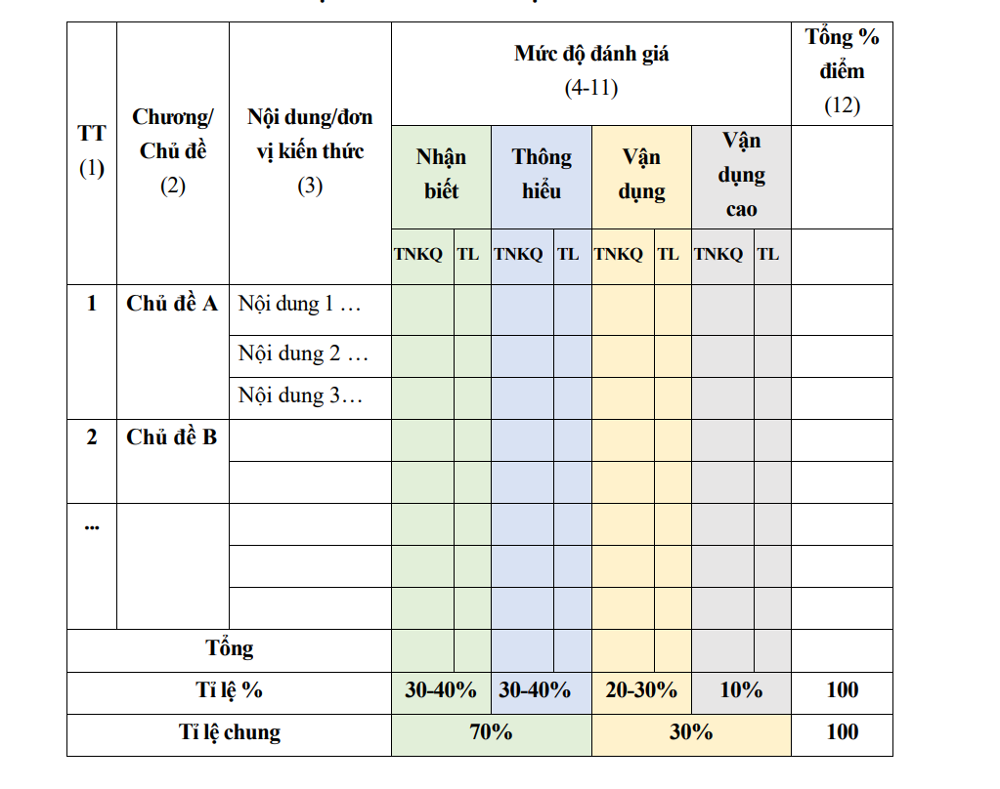 TT
(1)
Chương/
Chủ đề
(2)
Nội dung/đơn
vị kiến thức
(3)
Mức độ đánh giá
(4-11)
Tổng %
điểm
(12)
Nhận
biết
Thông
hiểu
Vận
dụng
Vận
dụng
cao
TNKQ TL TNKQ TL TNKQ TL TNKQ TL
1 Chủ đề A Nội dung 1 …
Nội dung 2 …
Nội dung 3…
2 Chủ đề B
...
Tổng
Tỉ lệ % 30-40% 30-40% 20-30% 10% 100
Tỉ lệ chung 70% 30% 100